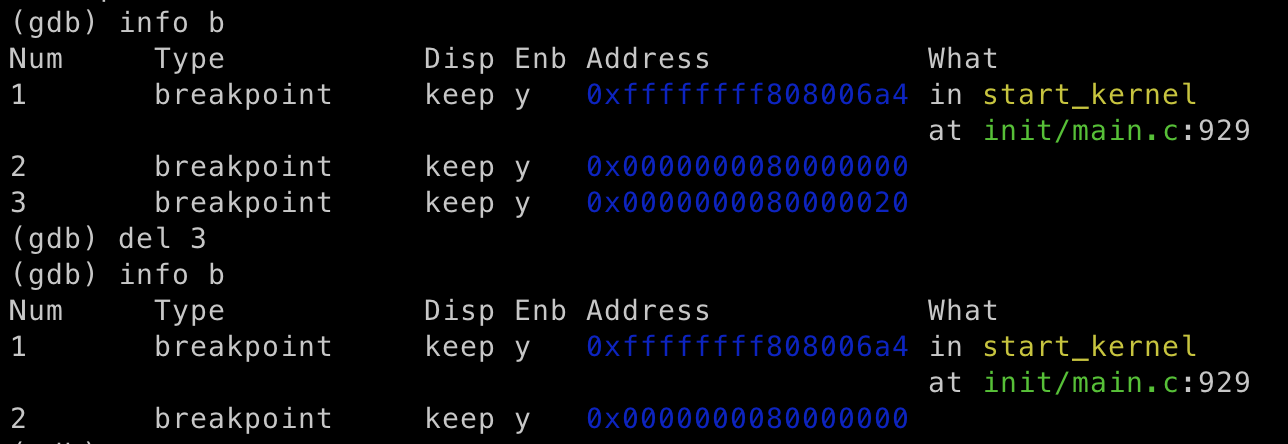 (gdb) info b
Num     Type           Disp Enb Address            What
1       breakpoint     keep y   0xffffffff808006a4 in start_kernel
                                                   at init/main.c:929
2       breakpoint     keep y   0x0000000080000000
3       breakpoint     keep y   0x0000000080000020
(gdb) del 3
(gdb) info b
Num     Type           Disp Enb Address            What
1       breakpoint     keep y   0xffffffff808006a4 in start_kernel
                                                   at init/main.c:929
2       breakpoint     keep y   0x0000000080000000